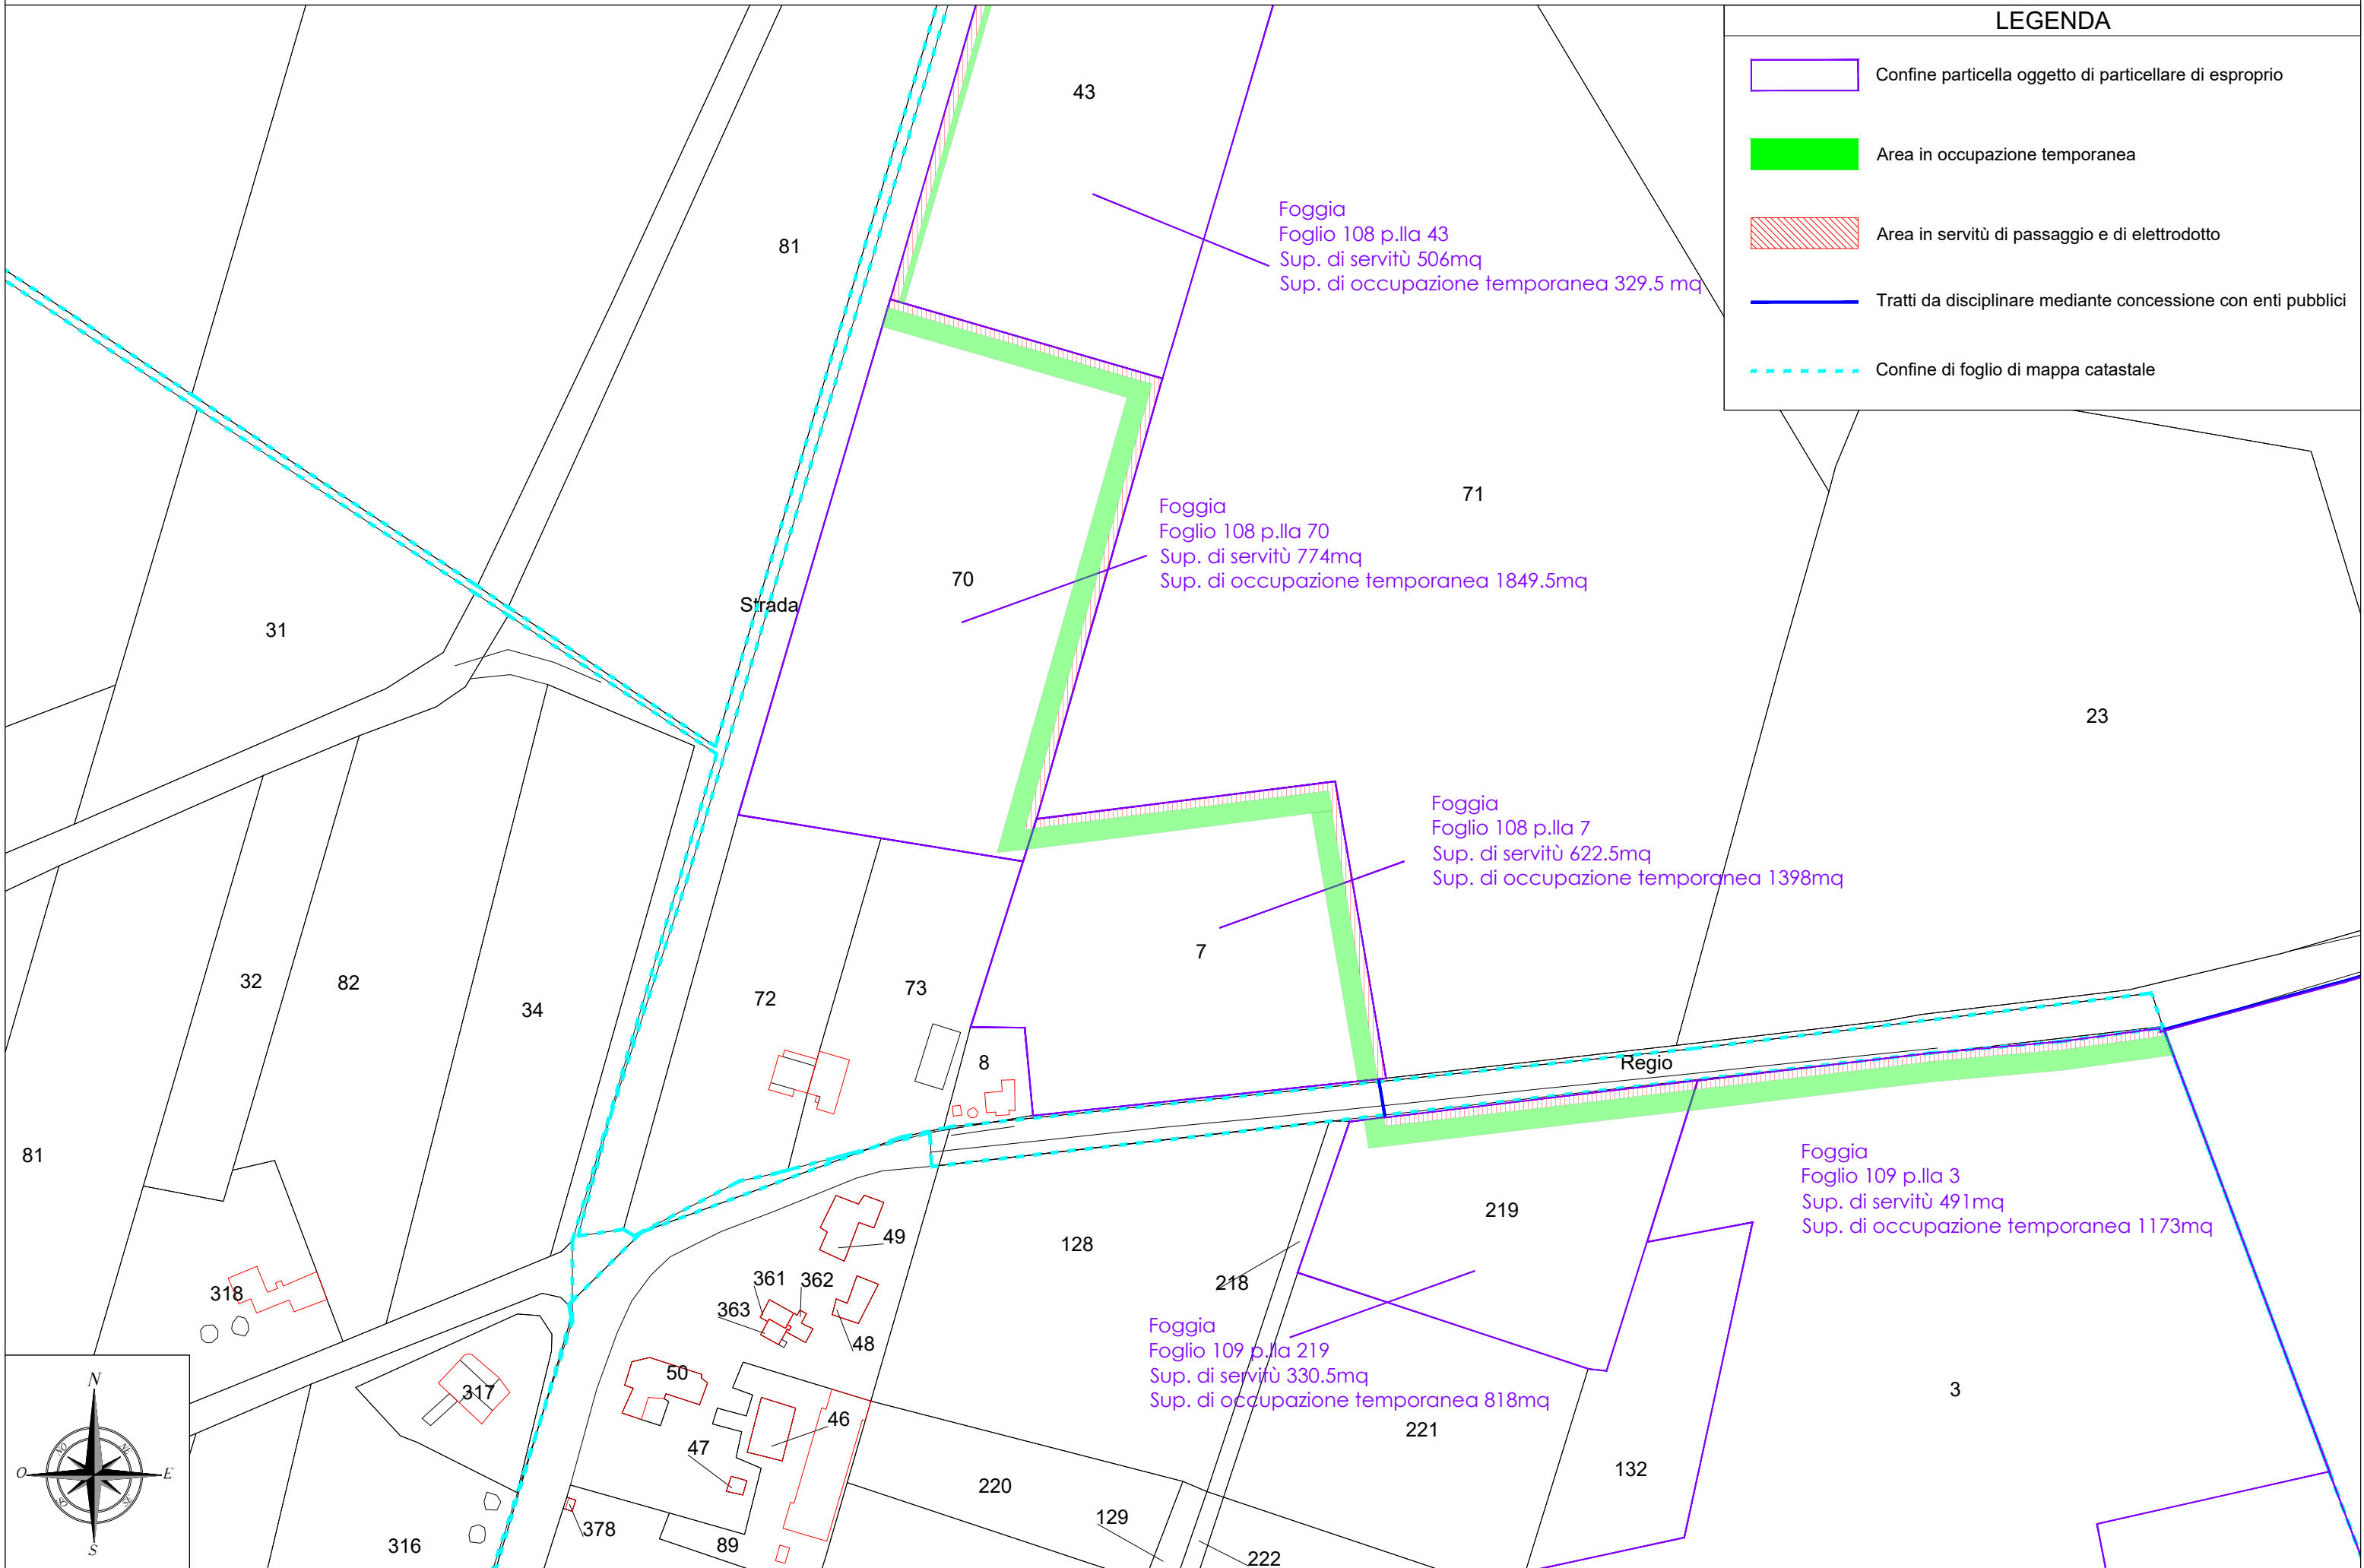 LEGENDA
Confine particella oggetto di particellare di esproprio
Area in occupazione temporanea
Area in servitù di passaggio e di elettrodotto
Tratti da disciplinare mediante concessione con enti pubblici
Confine di foglio di mappa catastale
43
81
Foggia
Foglio 108 p.lla 43
Sup. di servitù 506mq
Sup. di occupazione temporanea 329.5 mq
71
Foggia
Foglio 108 p.lla 70
Sup. di servitù 774mq
Sup. di occupazione temporanea 1849.5mq
70
Strada
31
23
Foggia
Foglio 108 p.lla 7
Sup. di servitù 622.5mq
Sup. di occupazione temporanea 1398mq
7
32
82
34
72
73
8
Regio
81
Foggia
Foglio 109 p.lla 3
Sup. di servitù 491mq
Sup. di occupazione temporanea 1173mq
219
49
128
218
361
362
363
48
318
Foggia
Foglio 109 p.lla 219
Sup. di servitù 330.5mq
Sup. di occupazione temporanea 818mq
50
317
3
46
221
47
132
220
129
378
89
316
222
N
NO
NE
O
E
SO
SE
S